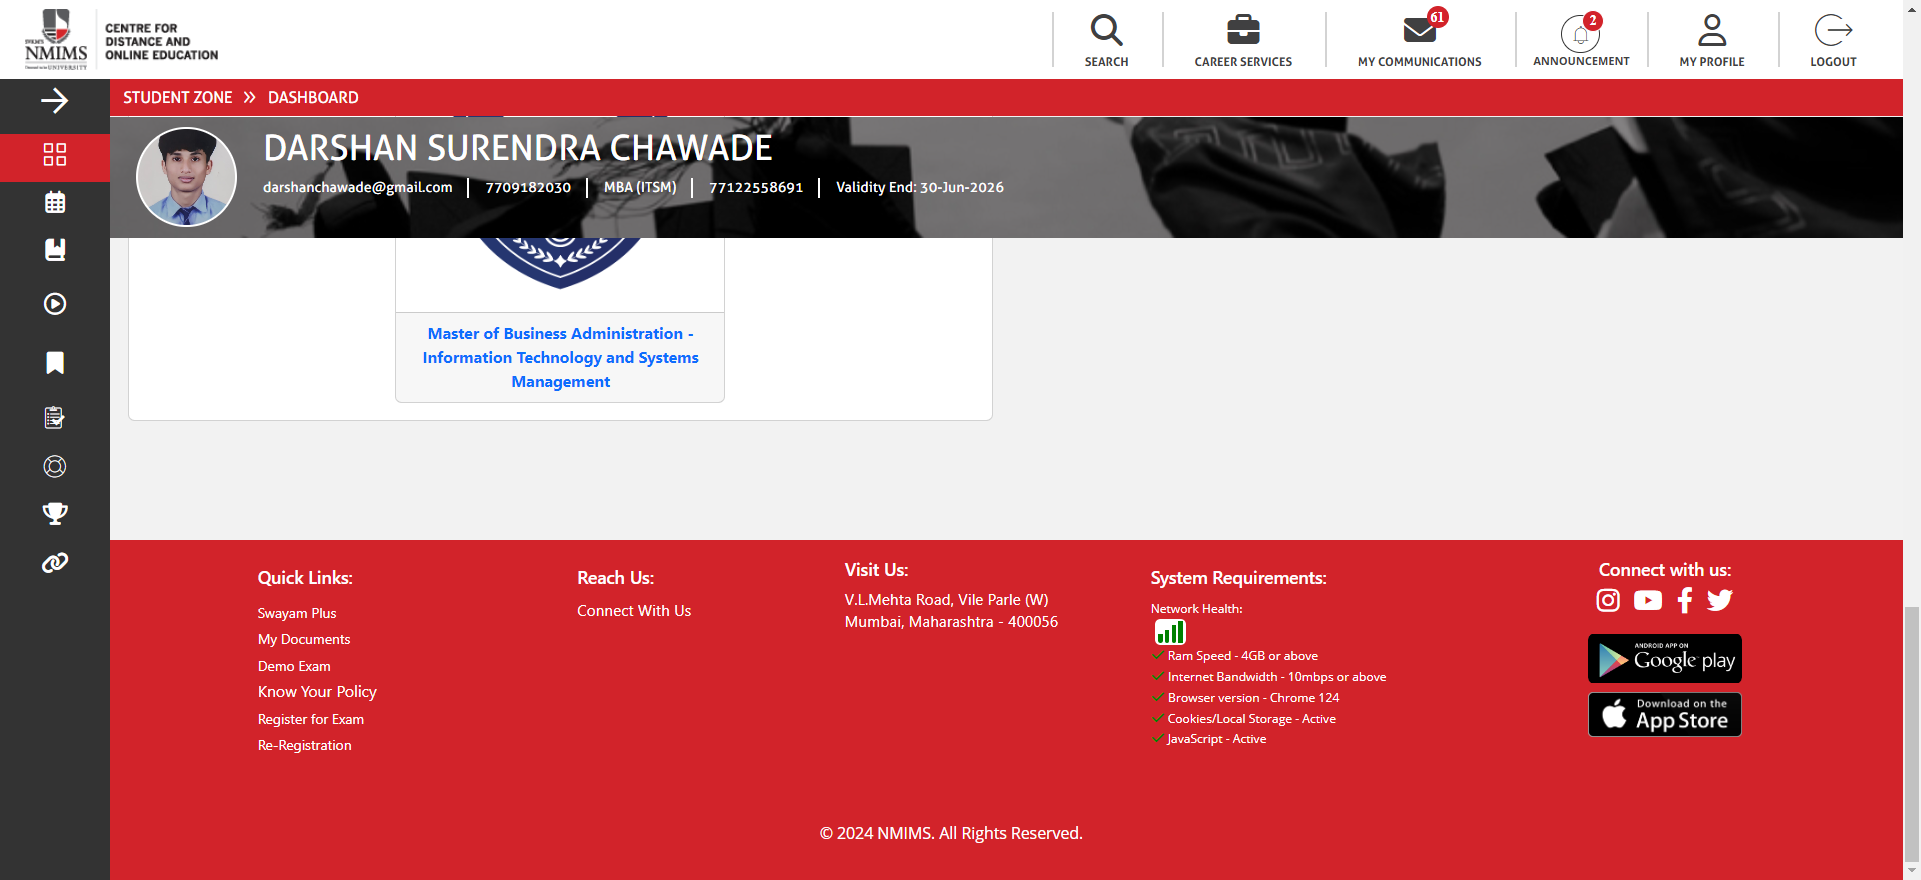 SVKM'S
NMIMS
CENTRE FOR
DISTANCE AND
ONLINE EDUCATION
SEARCH
CAREER SERVICES
61
MY COMMUNICATIONS
2
ANNOUNCEMENT
MY PROFILE
LOGOUT
STUDENT ZONE » DASHBOARD
DARSHAN SURENDRA CHAWADE
darshanchawade@gmail.com | 7709182030 | MBA (ITSM) | 77122558691 | Validity End: 30-Jun-2026
Master of Business Administration -
Information Technology and Systems
Management
Quick Links:
Swayam Plus
My Documents
Demo Exam
Know Your Policy
Register for Exam
Re-Registration
Reach Us:
Connect With Us
Visit Us:
V.L.Mehta Road, Vile Parle (W)
Mumbai, Maharashtra - 400056
System Requirements:
Network Health:
Ram Speed - 4GB or above
Internet Bandwidth - 10mbps or above
Browser version - Chrome 124
Cookies/Local Storage - Active
JavaScript - Active
Connect with us:
ANDROID APP ON
Google play
Download on the
App Store
© 2024 NMIMS. All Rights Reserved.